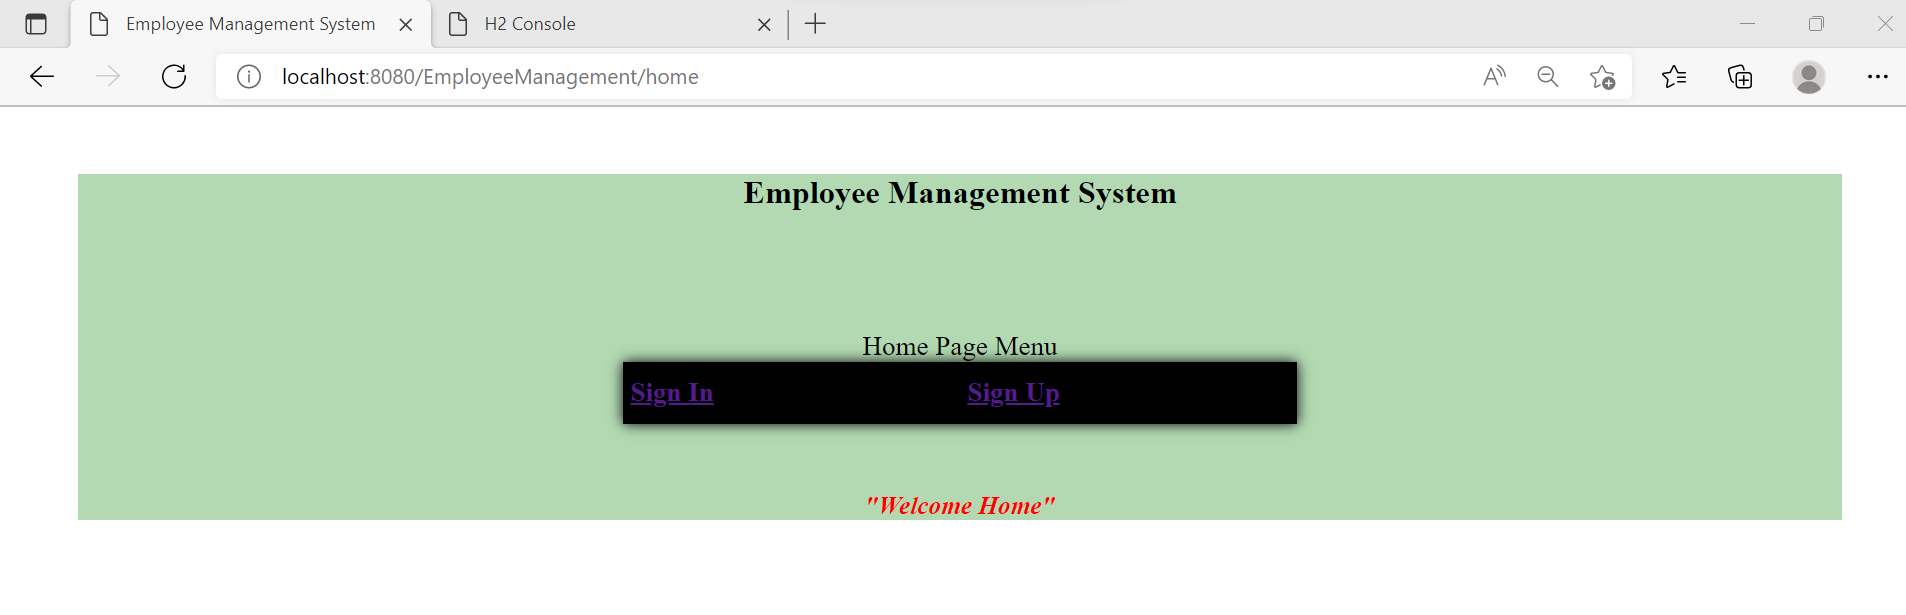 Employee Management System
H2 Console
localhost:8080/EmployeeManagement/home
Employee Management System
Home Page Menu
Sign In Sign Up
"Welcome Home"